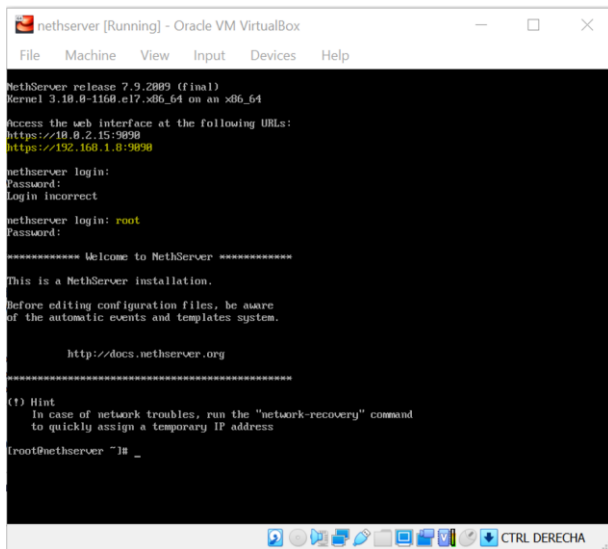 nethserver [Running] - Oracle VM VirtualBox
File Machine View Input Devices Help
NethServer release 7.9.2009 (final)
Kernel 3.10.0-1160.el7.x86_64 on an x86_64
Access the web interface at the following URLs:
https://10.0.2.15:9090
https://192.168.1.8:9090
nethserver login:
Password:
Login incorrect
nethserver login: root
Password:
************ Welcome to NethServer ************
This is a NethServer installation.
Before editing configuration files, be aware
of the automatic events and templates system.
http://docs.nethserver.org
***********************************************
(!) Hint
In case of network troubles, run the "network-recovery" command
to quickly assign a temporary IP address
[root@nethserver ~]# _
CTRL DERECHA